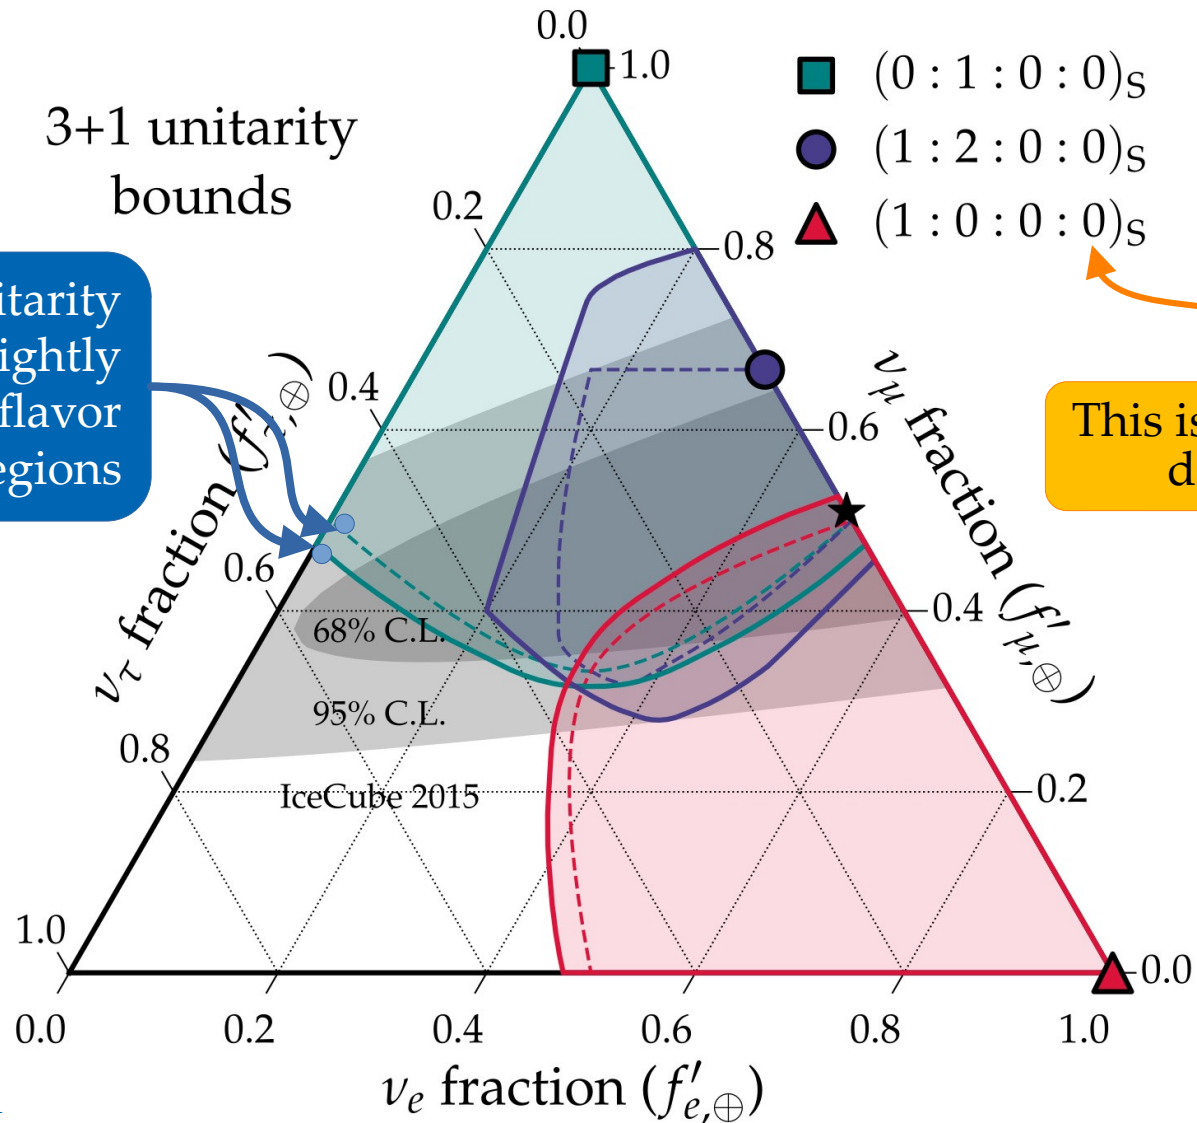 3+1 unitarity
bounds
(0 : 1 : 0 : 0)S
(1 : 2 : 0 : 0)S
(1 : 0 : 0 : 0)S
flavor
This is
ντ fraction (f′τ,⊕)
νμ fraction (f′μ,⊕)
0.0
0.2
0.4
0.6
0.8
1.0
1.0
0.8
0.6
0.4
0.2
0.0
68% C.L.
95% C.L.
IceCube 2015
0.0 0.2 0.4 0.6 0.8 1.0
νe fraction (f′e,⊕)